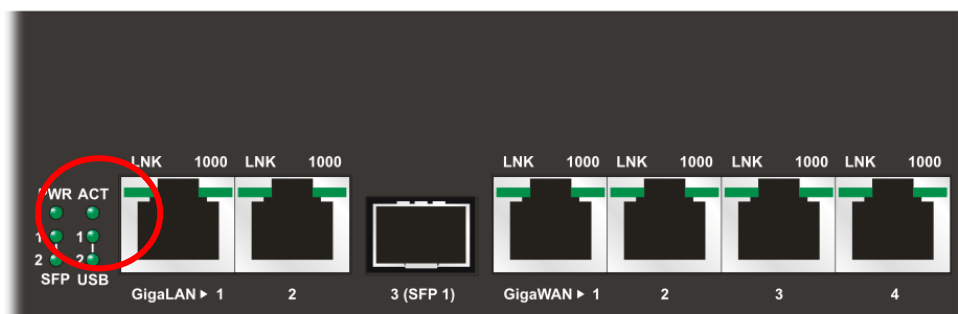 LNK 1000 LNK 1000 LNK 1000 LNK 1000 LNK 1000 LNK 1000
PWR ACT
1 1
2 2
SFP USB
GigaLAN ▶ 1 2 3 (SFP 1) GigaWAN ▶ 1 2 3 4